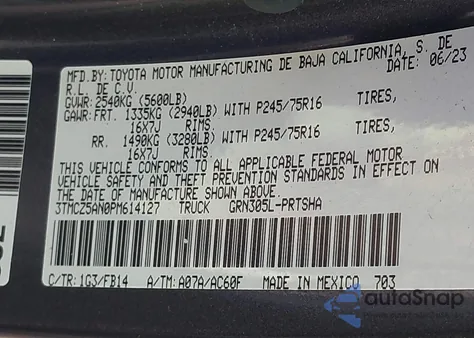 MFD.BY: TOYOTA MOTOR MANUFACTURING DE BAJA CALIFORNIA, S. DE
R.L. DE C.V. DATE: 06/23
GVWR: 2540KG (5600LB)
GAWR: FRT. 1335KG (2940LB) WITH P245/75R16 TIRES,
16X7J RIMS
RR. 1490KG (3280LB) WITH P245/75R16 TIRES,
16X7J RIMS
THIS VEHICLE CONFORMS TO ALL APPLICABLE FEDERAL MOTOR
VEHICLE SAFETY AND THEFT PREVENTION STANDARDS IN EFFECT ON
THE DATE OF MANUFACTURE SHOWN ABOVE.
3TMCZ5AN0PM614127 TRUCK GRN305L-PRTSHA
C/TR: 1G3/FB14 A/TM: A07A/AC60F MADE IN MEXICO 703
autoSnap